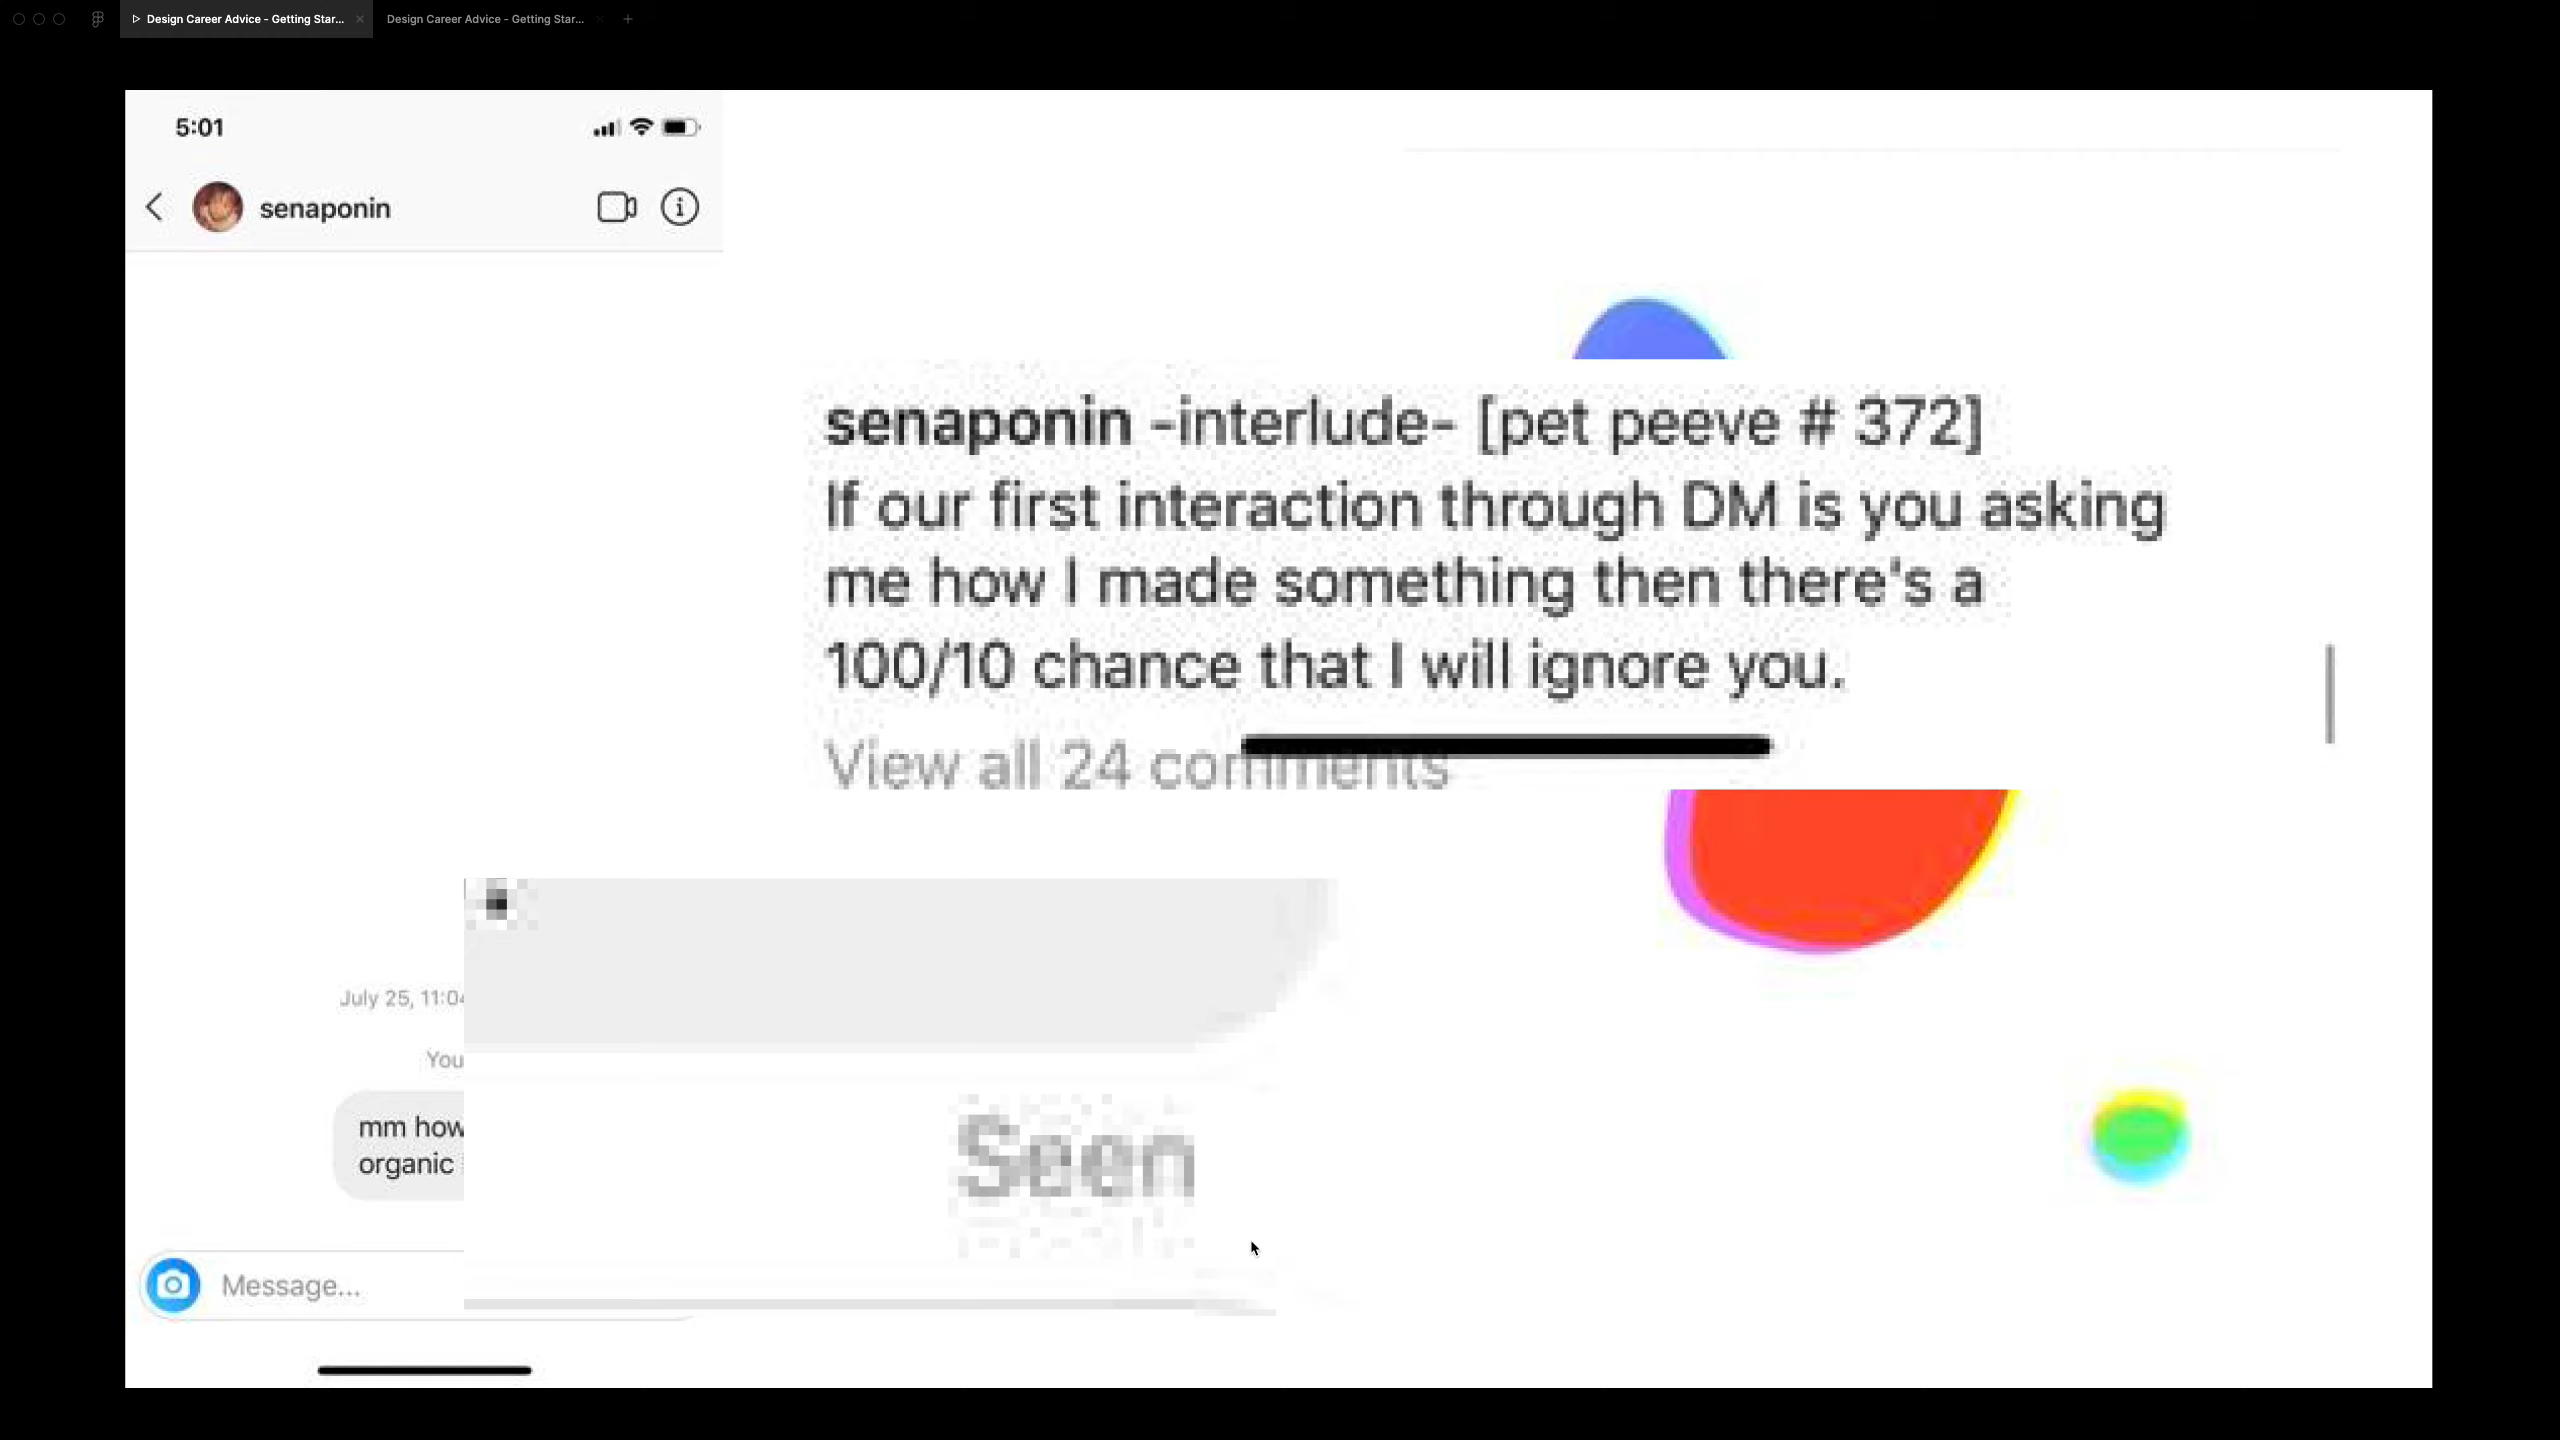 Design Career Advice - Getting Star...
Design Career Advice - Getting Star...
5:01
senaponin
senaponin -interlude- [pet peeve # 372]
If our first interaction through DM is you asking
me how I made something then there's a
100/10 chance that I will ignore you.
View all 24 comments
July 25, 11:04
You
mm how
organic
Seen
Message...